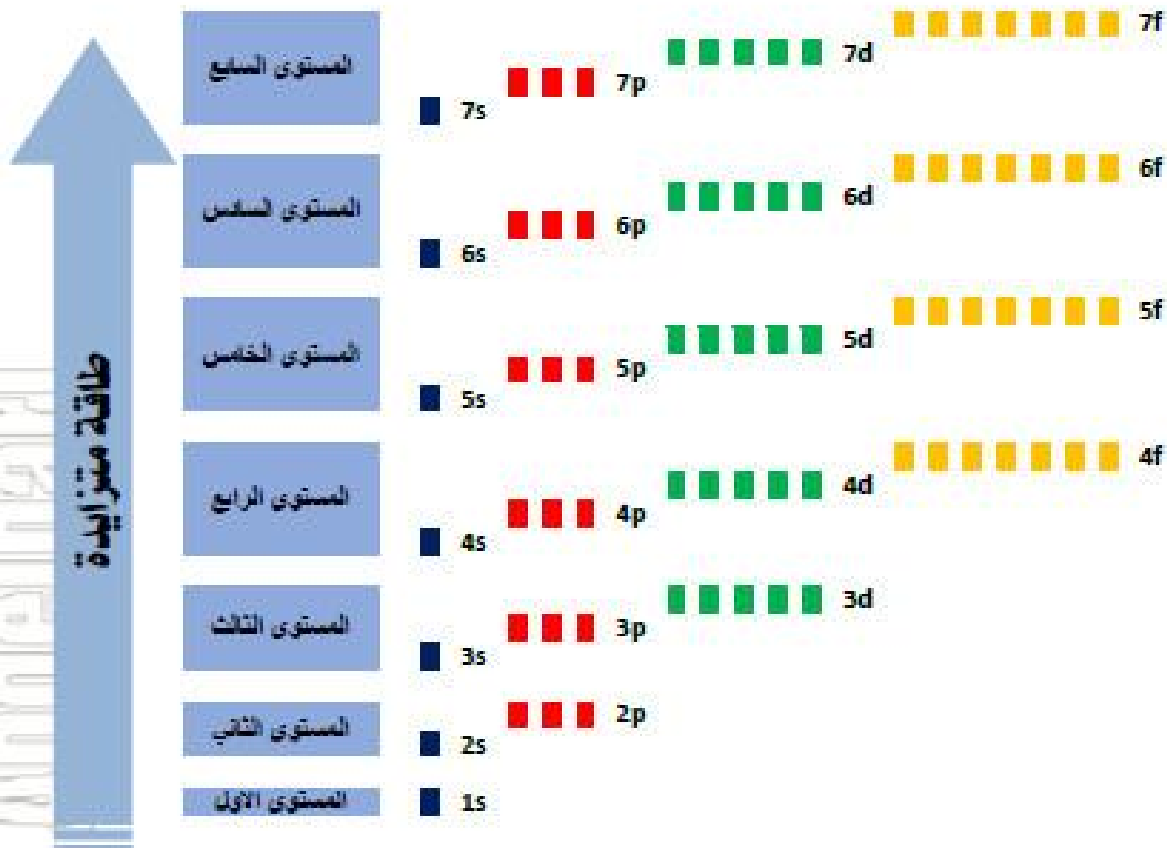 7f
7d
المستوى السابع
7p
7s
6f
6d
المستوى السادس
6p
6s
5f
5d
المستوى الخامس
5p
5s
4f
4d
المستوى الرابع
4p
4s
طاقة متزايدة
3d
المستوى الثالث
3p
3s
2p
المستوى الثاني
2s
المستوى الاول
1s